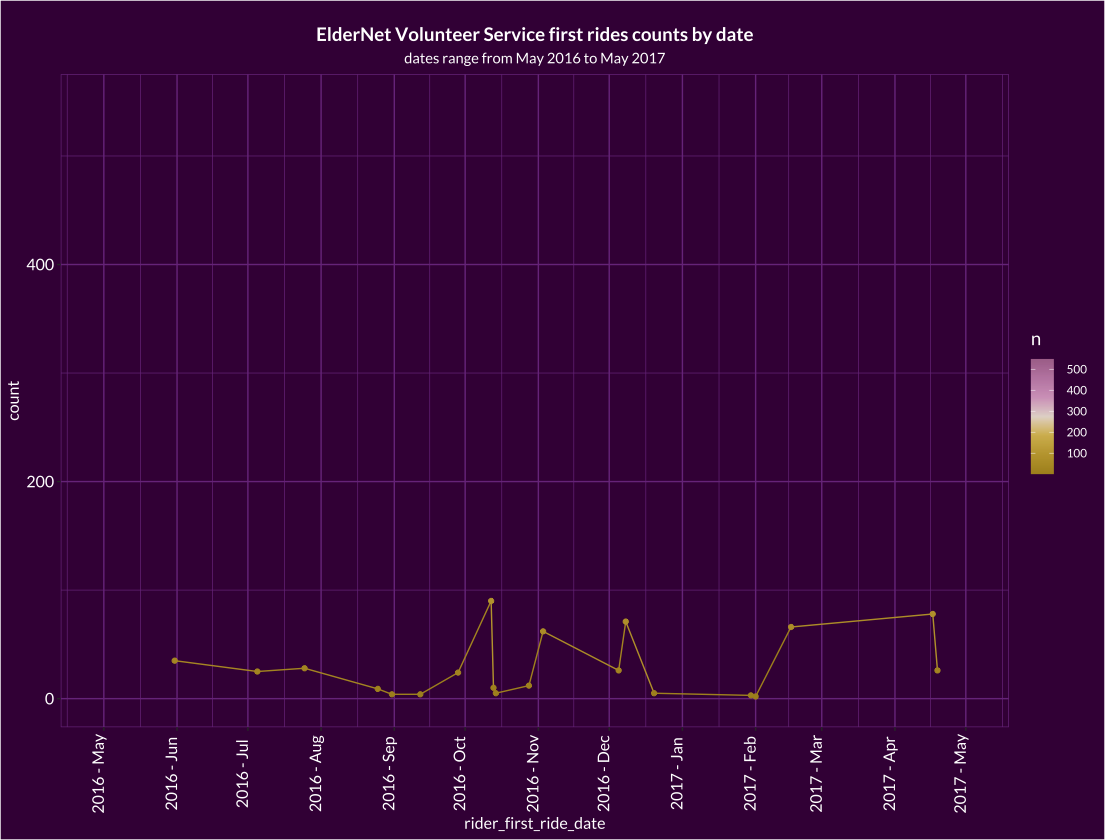 ElderNet Volunteer Service first rides counts by date
dates range from May 2016 to May 2017
400
200
0
count
n
500
400
300
200
100
2016 - May
2016 - Jun
2016 - Jul
2016 - Aug
2016 - Sep
2016 - Oct
2016 - Nov
2016 - Dec
2017 - Jan
2017 - Feb
2017 - Mar
2017 - Apr
2017 - May
rider_first_ride_date